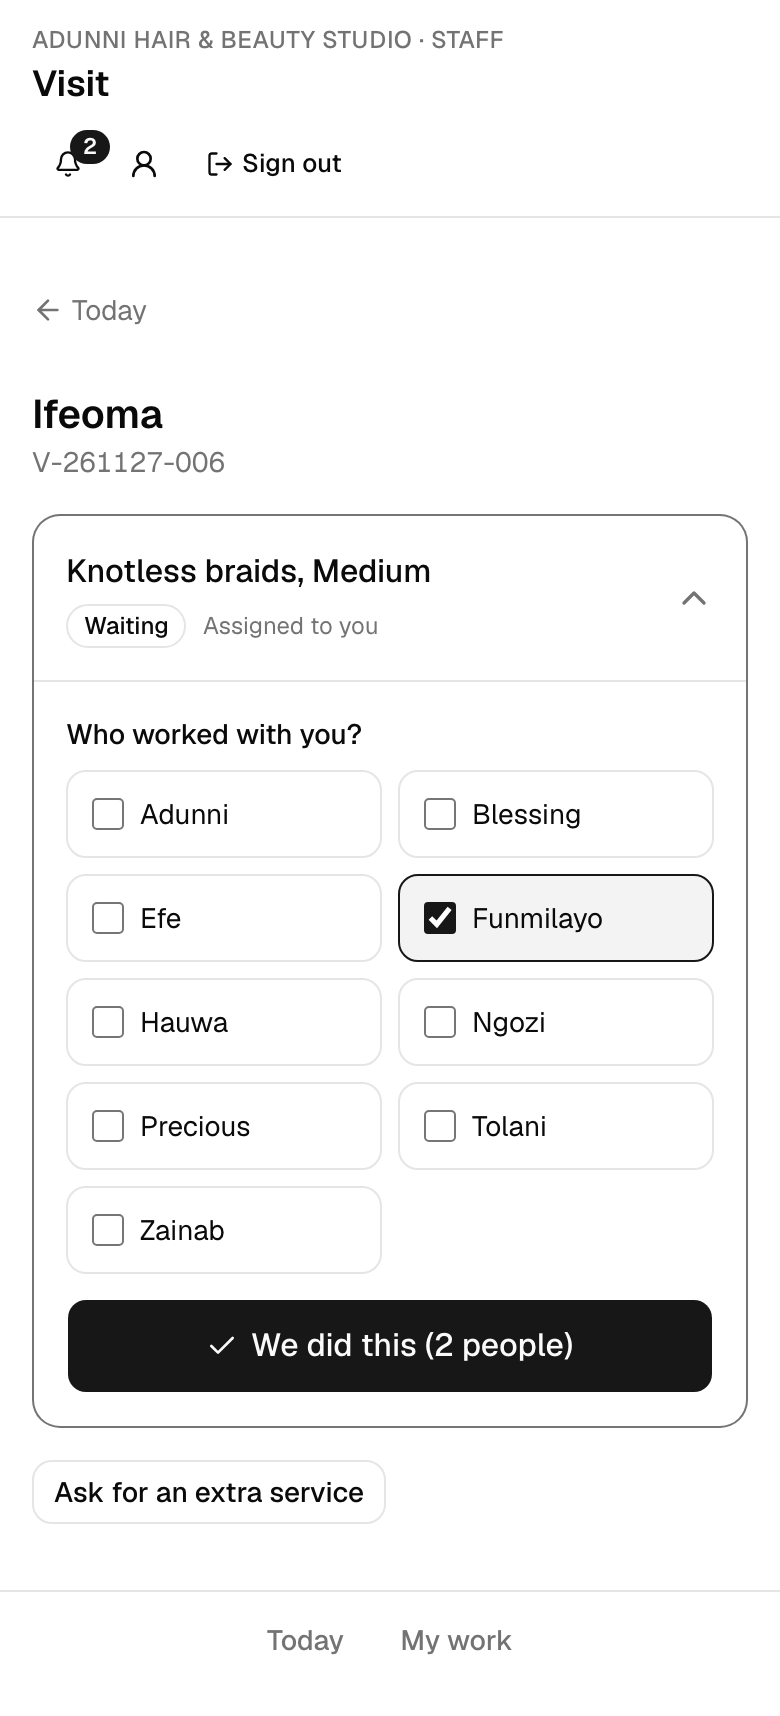 ADUNNI HAIR & BEAUTY STUDIO · STAFF
Visit
2
Sign out
Today
Ifeoma
V-261127-006
Knotless braids, Medium
Waiting Assigned to you
Who worked with you?
Adunni Blessing
Efe Funmilayo
Hauwa Ngozi
Precious Tolani
Zainab
We did this (2 people)
Ask for an extra service
Today My work